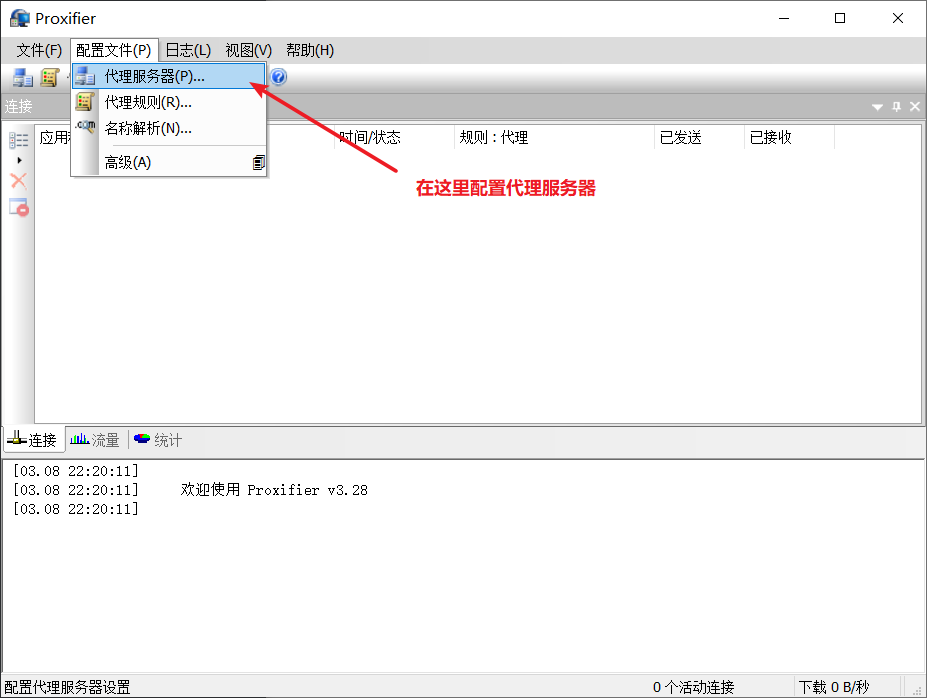 Proxifier
文件(F) 配置文件(P) 日志(L) 视图(V) 帮助(H)
代理服务器(P)...
代理规则(R)...
名称解析(N)...
高级(A)
连接
应用 时间/状态 规则 : 代理 已发送 已接收
在这里配置代理服务器
连接 流量 统计
[03.08 22:20:11]
[03.08 22:20:11] 欢迎使用 Proxifier v3.28
[03.08 22:20:11]
配置代理服务器设置 0 个活动连接 下载 0 B/秒